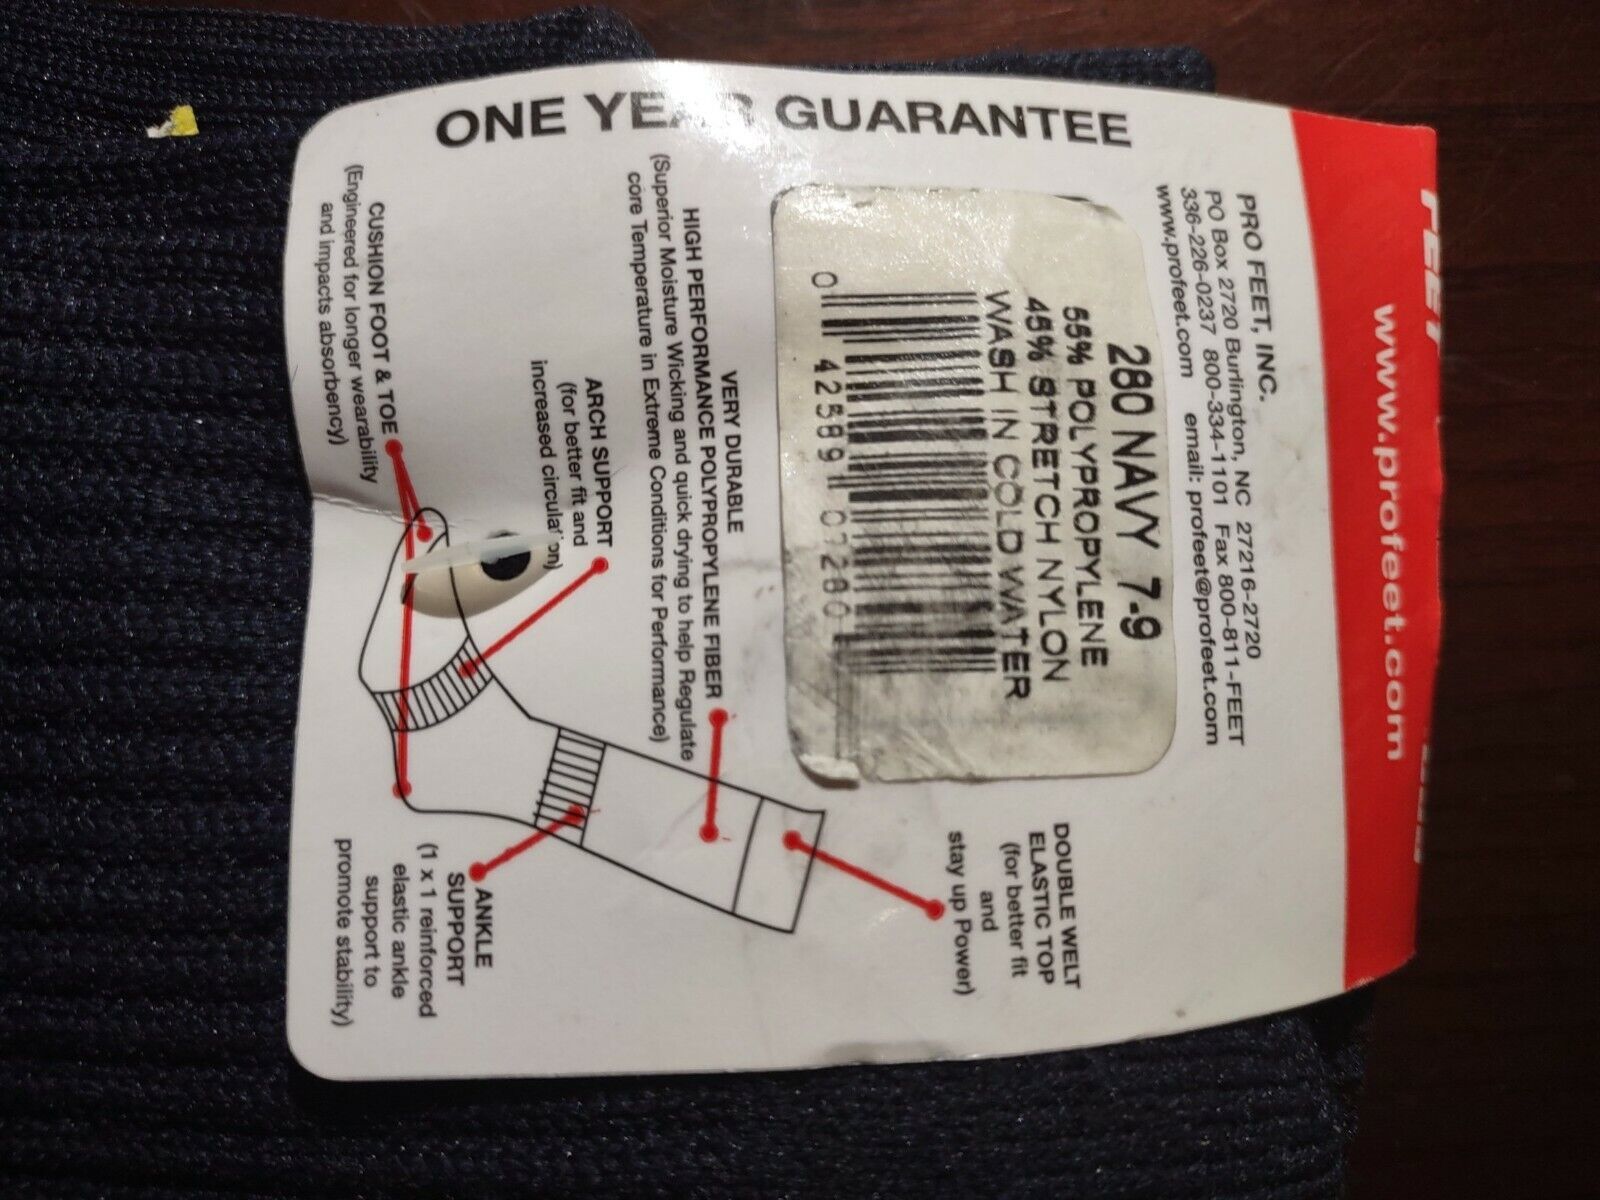 www.profeet.com
PRO FEET, INC.
PO Box 2720 Burlington, NC 27216-2720
336-226-0237 800-334-1101 Fax 800-811-FEET
www.profeet.com email: profeet@profeet.com
280 NAVY 7-9
55% POLYPROPYLENE
45% STRETCH NYLON
WASH IN COLD WATER
0 42589 07280
DOUBLE WELT
ELASTIC TOP
(for better fit
and
stay up Power)
VERY DURABLE
HIGH PERFORMANCE POLYPROPYLENE FIBER
(Superior Moisture Wicking and quick drying to help Regulate
core Temperature in Extreme Conditions for Performance)
ARCH SUPPORT
(for better fit and
increased circulation)
ANKLE
SUPPORT
(1 x 1 reinforced
elastic ankle
support to
promote stability)
CUSHION FOOT & TOE
(Engineered for longer wearability
and impacts absorbency)
ONE YEAR GUARANTEE